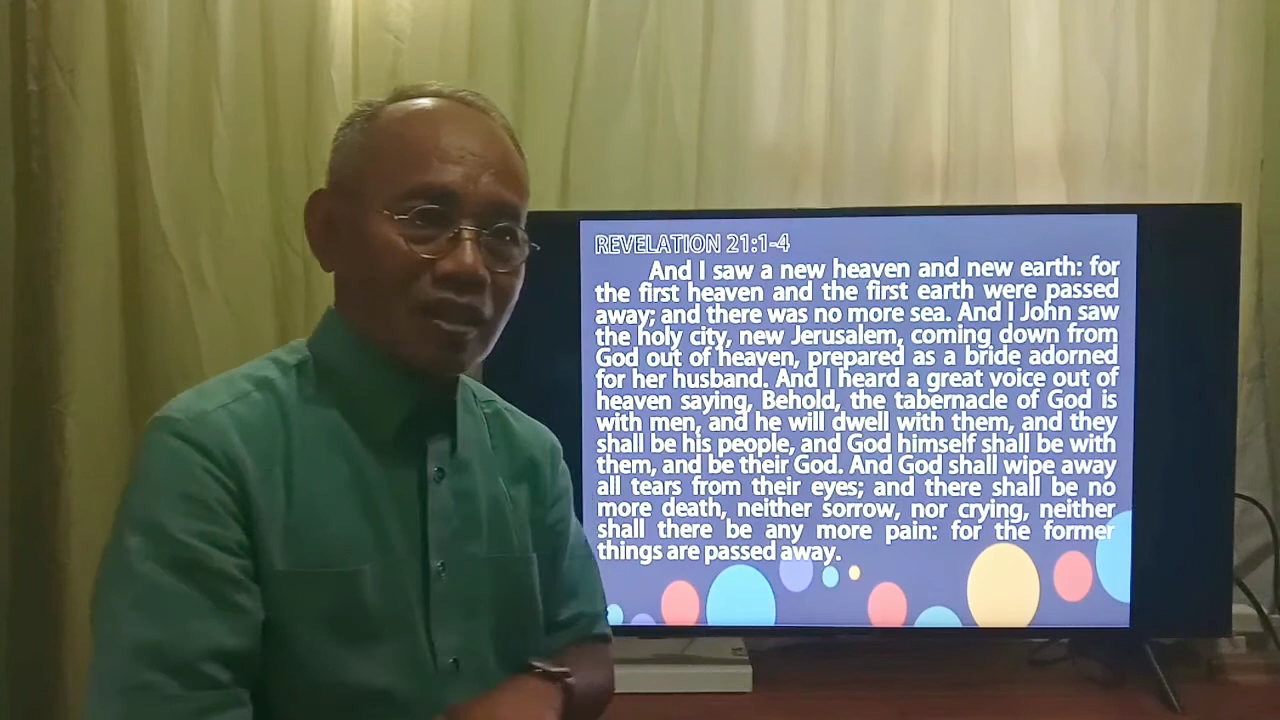 REVELATION 21:1-4
And I saw a new heaven and new earth: for
the first heaven and the first earth were passed
away; and there was no more sea. And I John saw
the holy city, new Jerusalem, coming down from
God out of heaven, prepared as a bride adorned
for her husband. And I heard a great voice out of
heaven saying, Behold, the tabernacle of God is
with men, and he will dwell with them, and they
shall be his people, and God himself shall be with
them, and be their God. And God shall wipe away
all tears from their eyes; and there shall be no
more death, neither sorrow, nor crying, neither
shall there be any more pain: for the former
things are passed away.